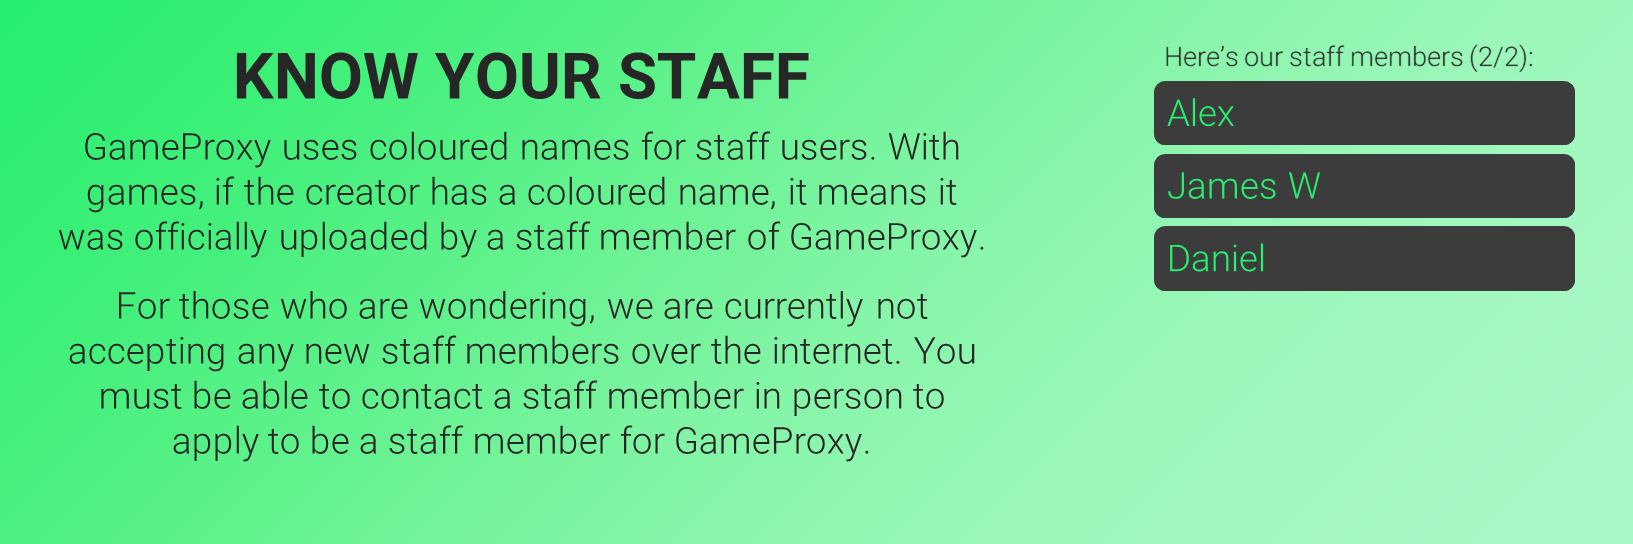 KNOW YOUR STAFF
GameProxy uses coloured names for staff users. With
games, if the creator has a coloured name, it means it
was officially uploaded by a staff member of GameProxy.
For those who are wondering, we are currently not
accepting any new staff members over the internet. You
must be able to contact a staff member in person to
apply to be a staff member for GameProxy.
Here’s our staff members (2/2):
Alex
James W
Daniel